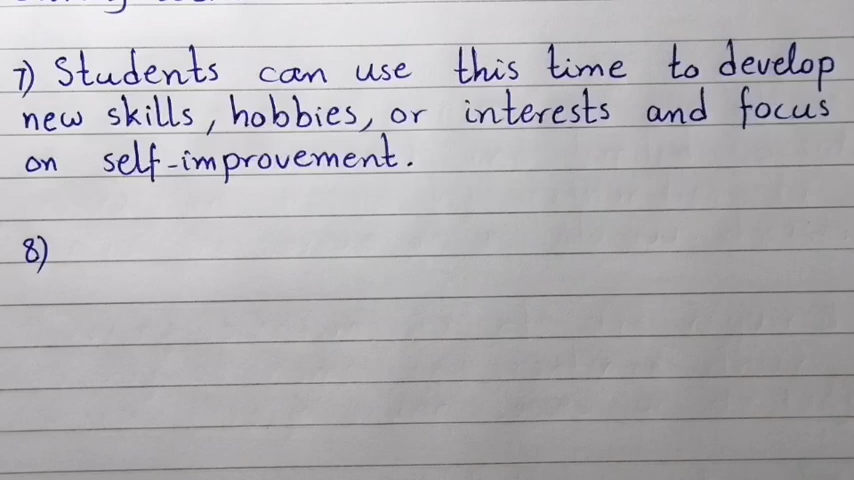 7) Students can use this time to develop
new skills, hobbies, or interests and focus
on self-improvement.
8)